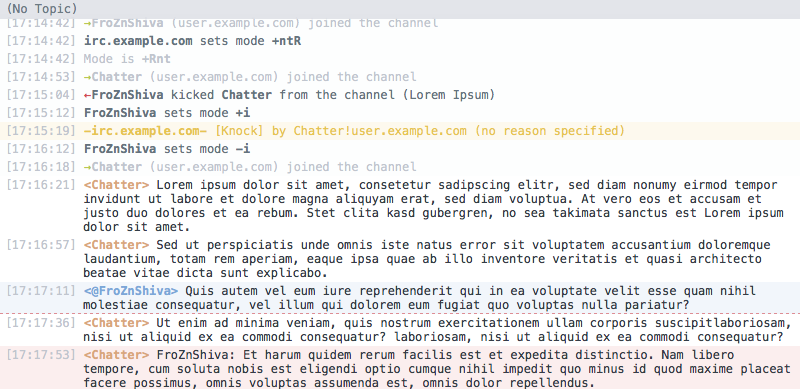 (No Topic)
[17:14:42] →FroZnShiva (user.example.com) joined the channel
[17:14:42] irc.example.com sets mode +ntR
[17:14:42] Mode is +Rnt
[17:14:53] →Chatter (user.example.com) joined the channel
[17:15:04] ←FroZnShiva kicked Chatter from the channel (Lorem Ipsum)
[17:15:12] FroZnShiva sets mode +i
[17:15:19] −irc.example.com− [Knock] by Chatter!user.example.com (no reason specified)
[17:16:12] FroZnShiva sets mode −i
[17:16:18] →Chatter (user.example.com) joined the channel
[17:16:21] <Chatter> Lorem ipsum dolor sit amet, consetetur sadipscing elitr, sed diam nonumy eirmod tempor
invidunt ut labore et dolore magna aliquyam erat, sed diam voluptua. At vero eos et accusam et
justo duo dolores et ea rebum. Stet clita kasd gubergren, no sea takimata sanctus est Lorem ipsum
dolor sit amet.
[17:16:57] <Chatter> Sed ut perspiciatis unde omnis iste natus error sit voluptatem accusantium doloremque
laudantium, totam rem aperiam, eaque ipsa quae ab illo inventore veritatis et quasi architecto
beatae vitae dicta sunt explicabo.
[17:17:11] <@FroZnShiva> Quis autem vel eum iure reprehenderit qui in ea voluptate velit esse quam nihil
molestiae consequatur, vel illum qui dolorem eum fugiat quo voluptas nulla pariatur?
[17:17:36] <Chatter> Ut enim ad minima veniam, quis nostrum exercitationem ullam corporis suscipitlaboriosam,
nisi ut aliquid ex ea commodi consequatur? laboriosam, nisi ut aliquid ex ea commodi consequatur?
[17:17:53] <Chatter> FroZnShiva: Et harum quidem rerum facilis est et expedita distinctio. Nam libero
tempore, cum soluta nobis est eligendi optio cumque nihil impedit quo minus id quod maxime placeat
facere possimus, omnis voluptas assumenda est, omnis dolor repellendus.